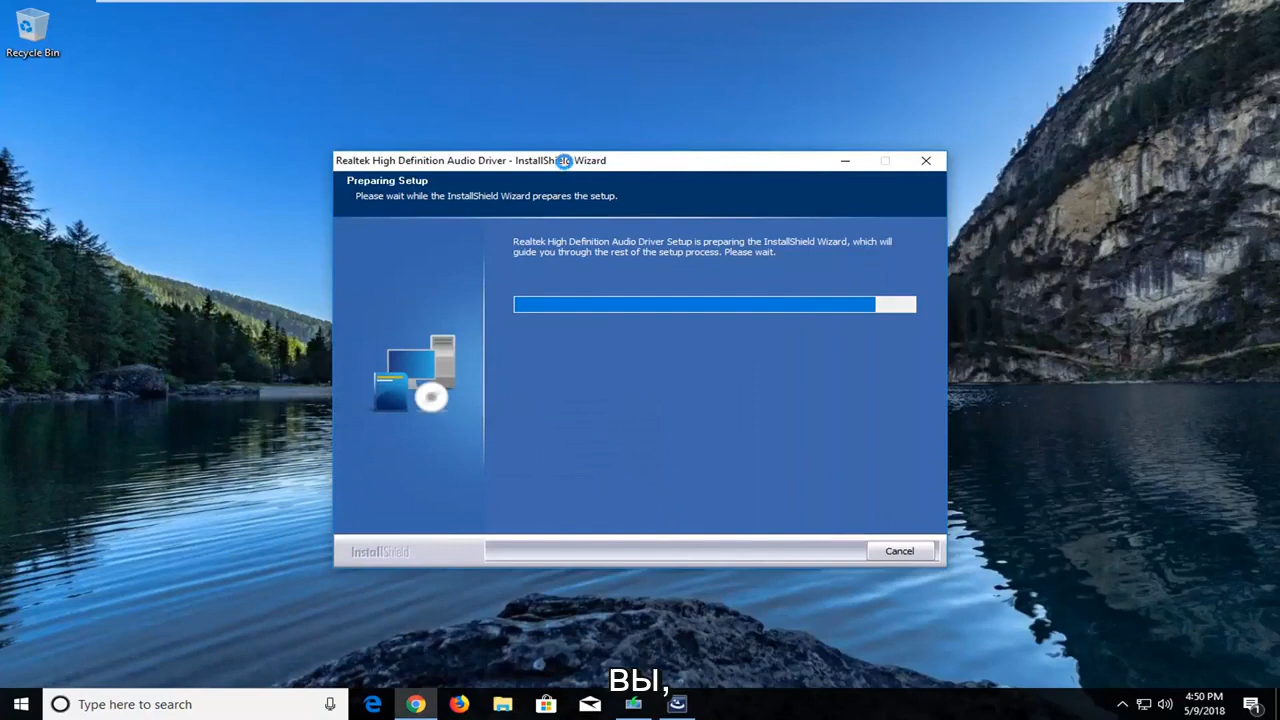 Recycle Bin
Realtek High Definition Audio Driver - InstallShield Wizard
Preparing Setup
Please wait while the InstallShield Wizard prepares the setup.
Realtek High Definition Audio Driver Setup is preparing the InstallShield Wizard, which will
guide you through the rest of the setup process. Please wait.
InstallShield
Cancel
вы,
Type here to search
4:50 PM
5/9/2018
1